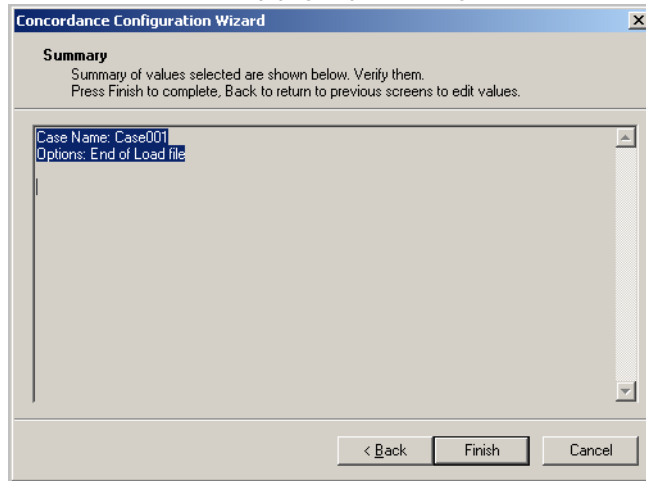 Concordance Configuration Wizard
Summary
Summary of values selected are shown below. Verify them.
Press Finish to complete, Back to return to previous screens to edit values.
Case Name: Case001
Options: End of Load file
< Back
Finish
Cancel